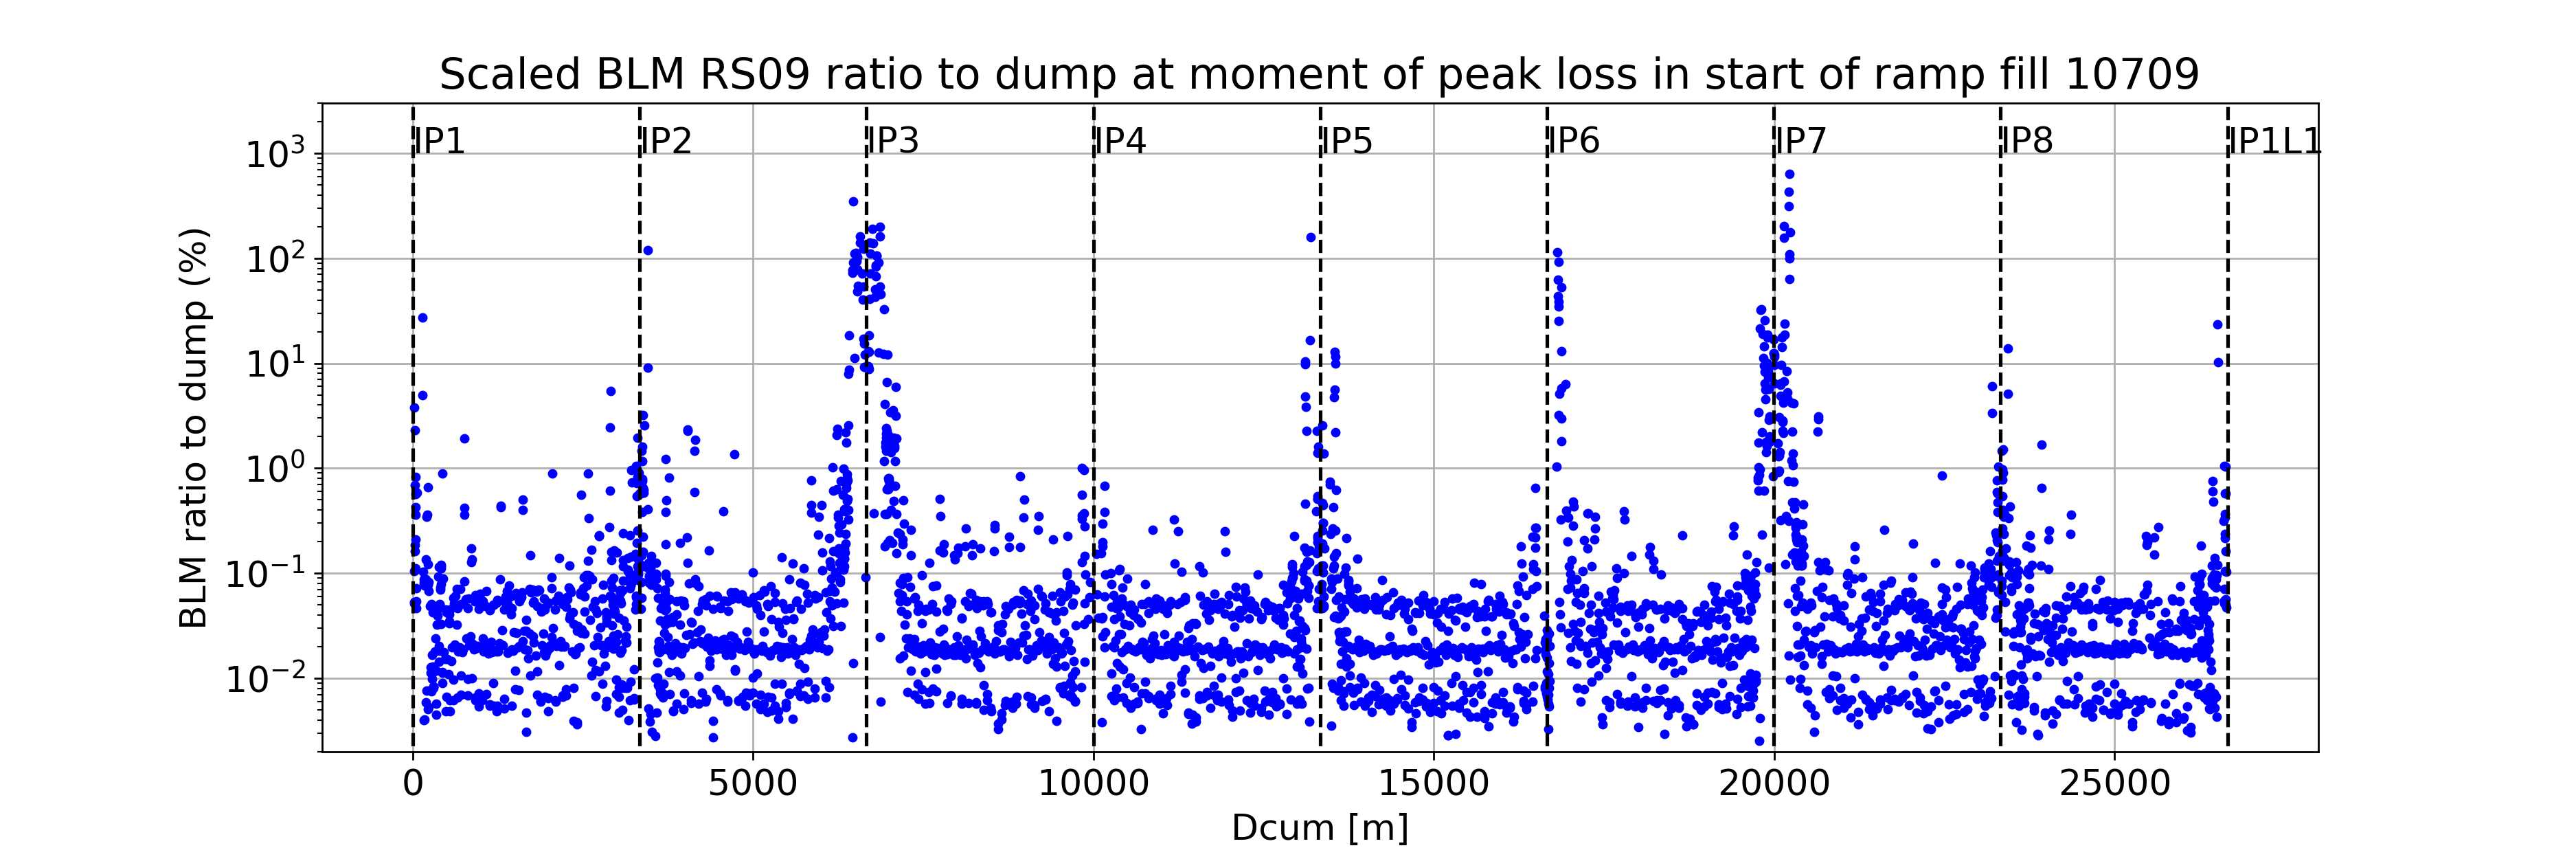 Scaled BLM RS09 ratio to dump at moment of peak loss in start of ramp fill 10709
IP1 IP2 IP3 IP4 IP5 IP6 IP7 IP8 IP1L1
10³
10²
10¹
10⁰
10⁻¹
10⁻²
BLM ratio to dump (%)
0 5000 10000 15000 20000 25000
Dcum [m]